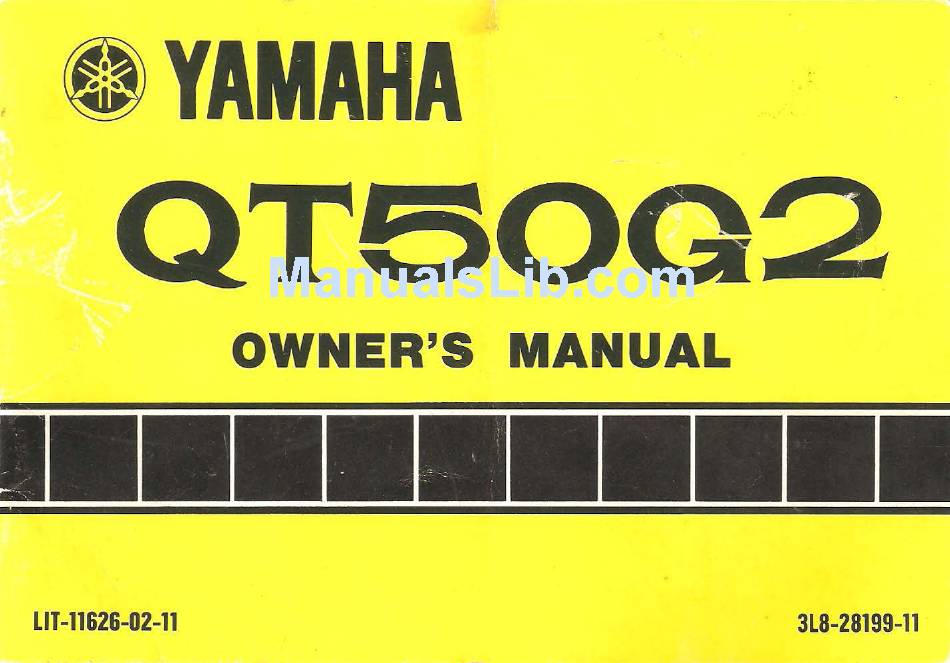 YAMAHA
QT50G2
ManualsLib.com
OWNER'S MANUAL
LIT-11626-02-11
3L8-28199-11